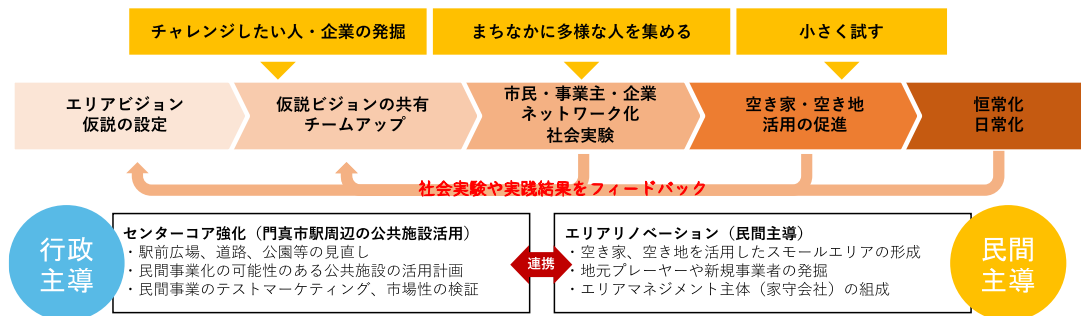 チャレンジしたい人・企業の発掘
まちなかに多様な人を集める
小さく試す
エリアビジョン
仮説の設定
仮説ビジョンの共有
チームアップ
市民・事業主・企業
ネットワーク化
社会実験
空き家・空き地
活用の促進
恒常化
日常化
社会実験や実践結果をフィードバック
行政
主導
センターコア強化（門真市駅周辺の公共施設活用）
・駅前広場、道路、公園等の見直し
・民間事業化の可能性のある公共施設の活用計画
・民間事業のテストマーケティング、市場性の検証
連携
エリアリノベーション（民間主導）
・空き家、空き地を活用したスモールエリアの形成
・地元プレーヤーや新規事業者の発掘
・エリアマネジメント主体（家守会社）の組成
民間
主導